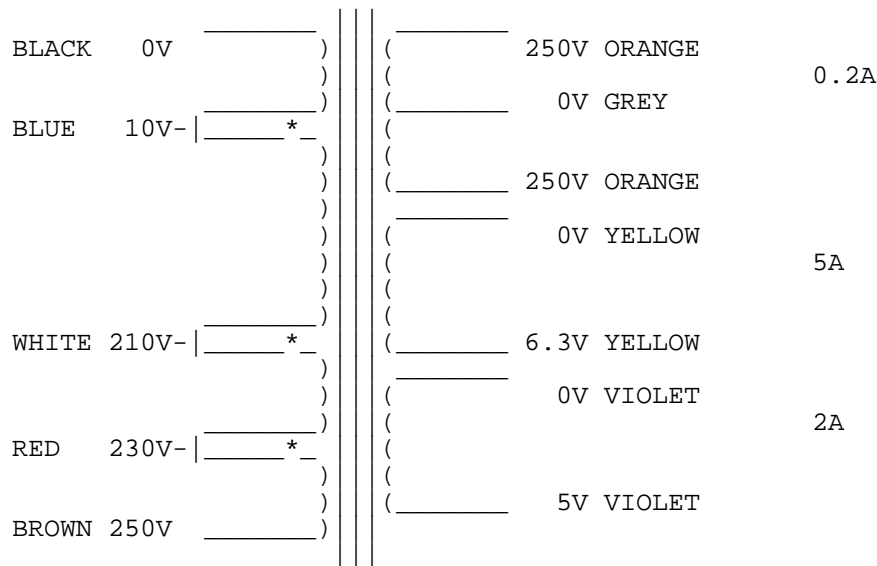 BLACK 0V 250V ORANGE
0.2A
0V GREY
BLUE 10V
250V ORANGE
0V YELLOW
5A
WHITE 210V 6.3V YELLOW
0V VIOLET
2A
RED 230V
5V VIOLET
BROWN 250V